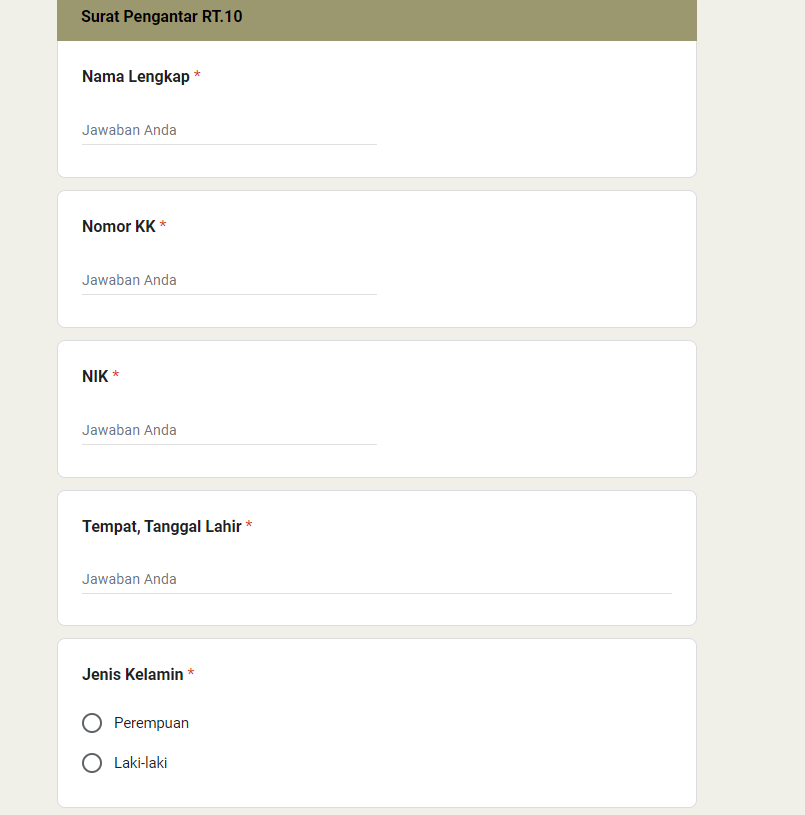 Surat Pengantar RT.10
Nama Lengkap *
Jawaban Anda
Nomor KK *
Jawaban Anda
NIK *
Jawaban Anda
Tempat, Tanggal Lahir *
Jawaban Anda
Jenis Kelamin *
Perempuan
Laki-laki